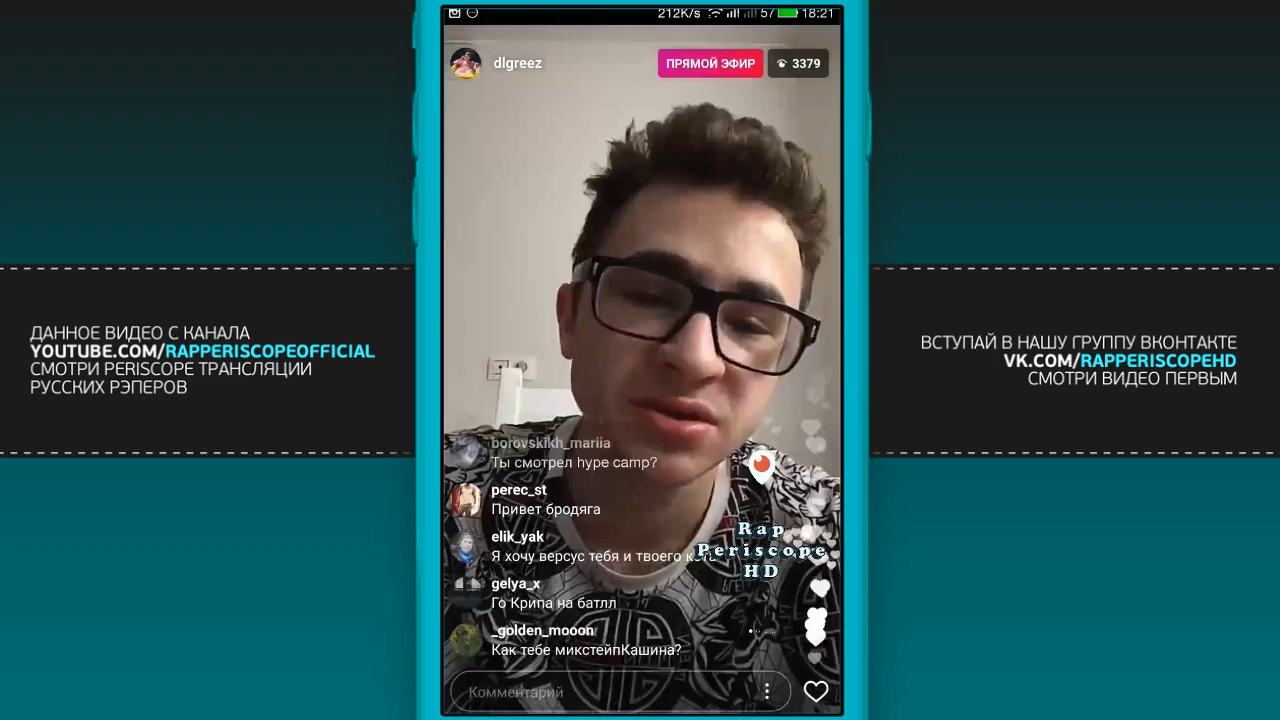 212K/s 57 18:21
dlgreez
ПРЯМОЙ ЭФИР 3379
ДАННОЕ ВИДЕО С КАНАЛА
YOUTUBE.COM/RAPPERISCOPEOFFICIAL
СМОТРИ PERISCOPE ТРАНСЛЯЦИИ
РУССКИХ РЭПЕРОВ
ВСТУПАЙ В НАШУ ГРУППУ ВКОНТАКТЕ
VK.COM/RAPPERISCOPEHD
СМОТРИ ВИДЕО ПЕРВЫМ
borovskikh_mariia
Ты смотрел hype camp?
perec_st
Привет бродяга
elik_yak
Я хочу версус тебя и твоего
gelya_x
Го Крипа на батлл
_golden_mooon
Как тебе микстейпКашина?
Rap
Periscope
HD
Комментарий